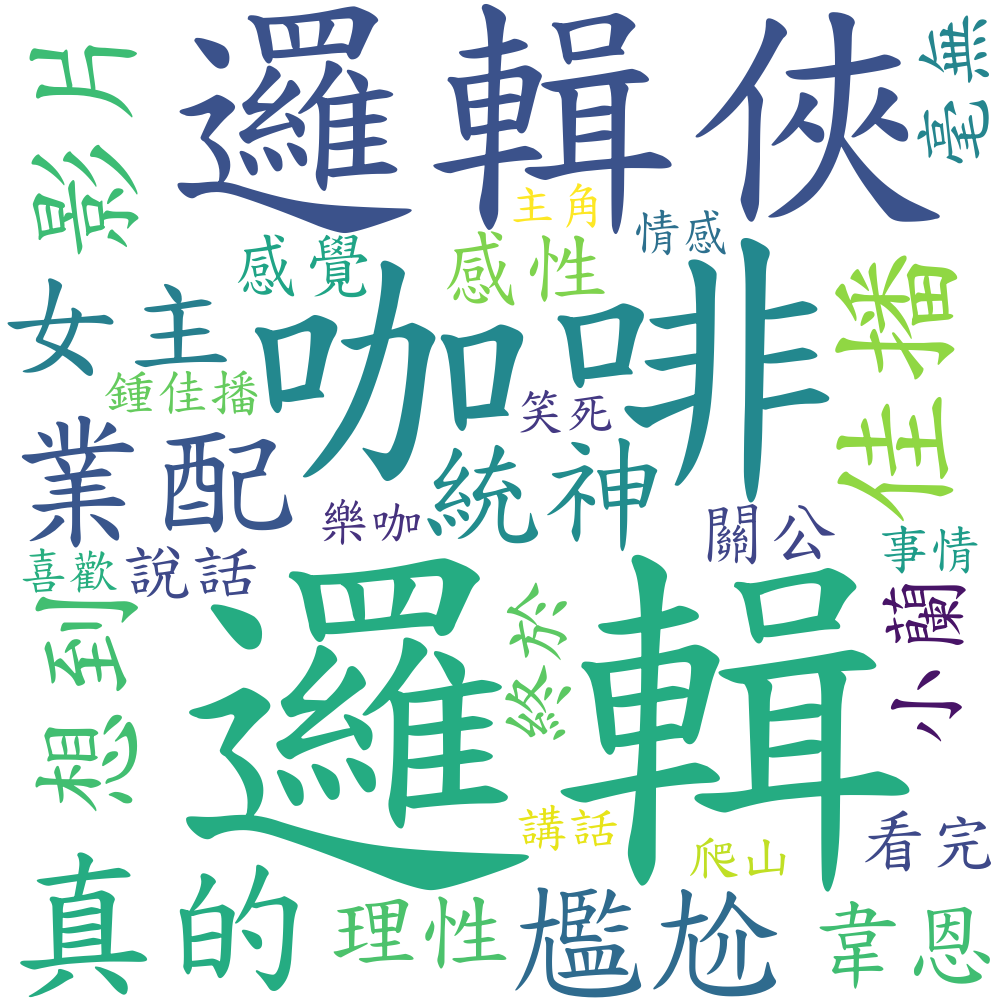 影片
邏輯俠
毫無
主角
情感
感覺
感性
女主
咖啡
佳播
鍾佳播
笑死
業配
統神
樂咖
關公
事情
喜歡
說話
邏輯
終於
小蘭
想到
講話
看完
爬山
真的
理性
尷尬
韋恩